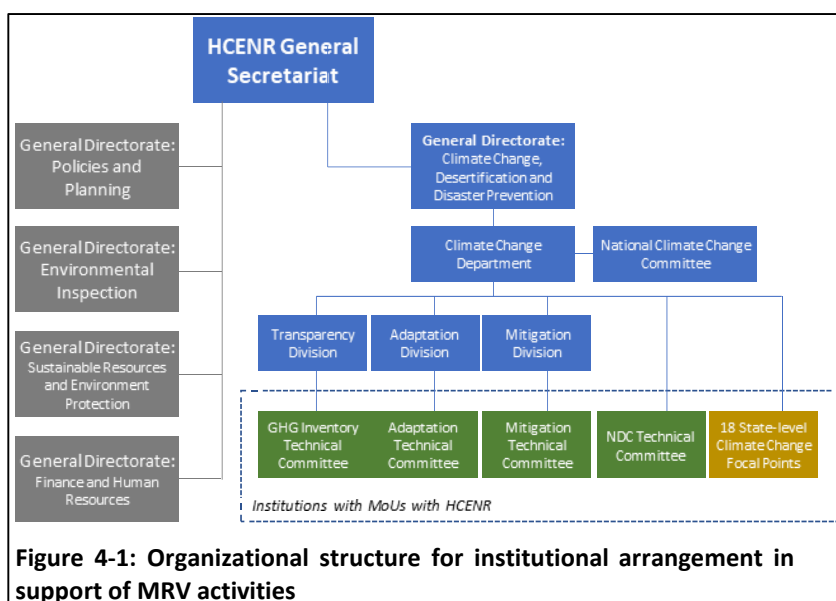 HCENR General
Secretariat
General Directorate:
Policies and
Planning
General Directorate:
Environmental
Inspection
General Directorate:
Sustainable Resources
and Environment
Protection
General Directorate:
Finance and Human
Resources
General Directorate:
Climate Change,
Desertification and
Disaster Prevention
Climate Change
Department
National Climate Change
Committee
Transparency
Division
Adaptation
Division
Mitigation
Division
GHG Inventory
Technical
Committee
Adaptation
Technical
Committee
Mitigation
Technical
Committee
NDC Technical
Committee
18 State-level
Climate Change
Focal Points
Institutions with MoUs with HCENR
Figure 4-1: Organizational structure for institutional arrangement in
support of MRV activities